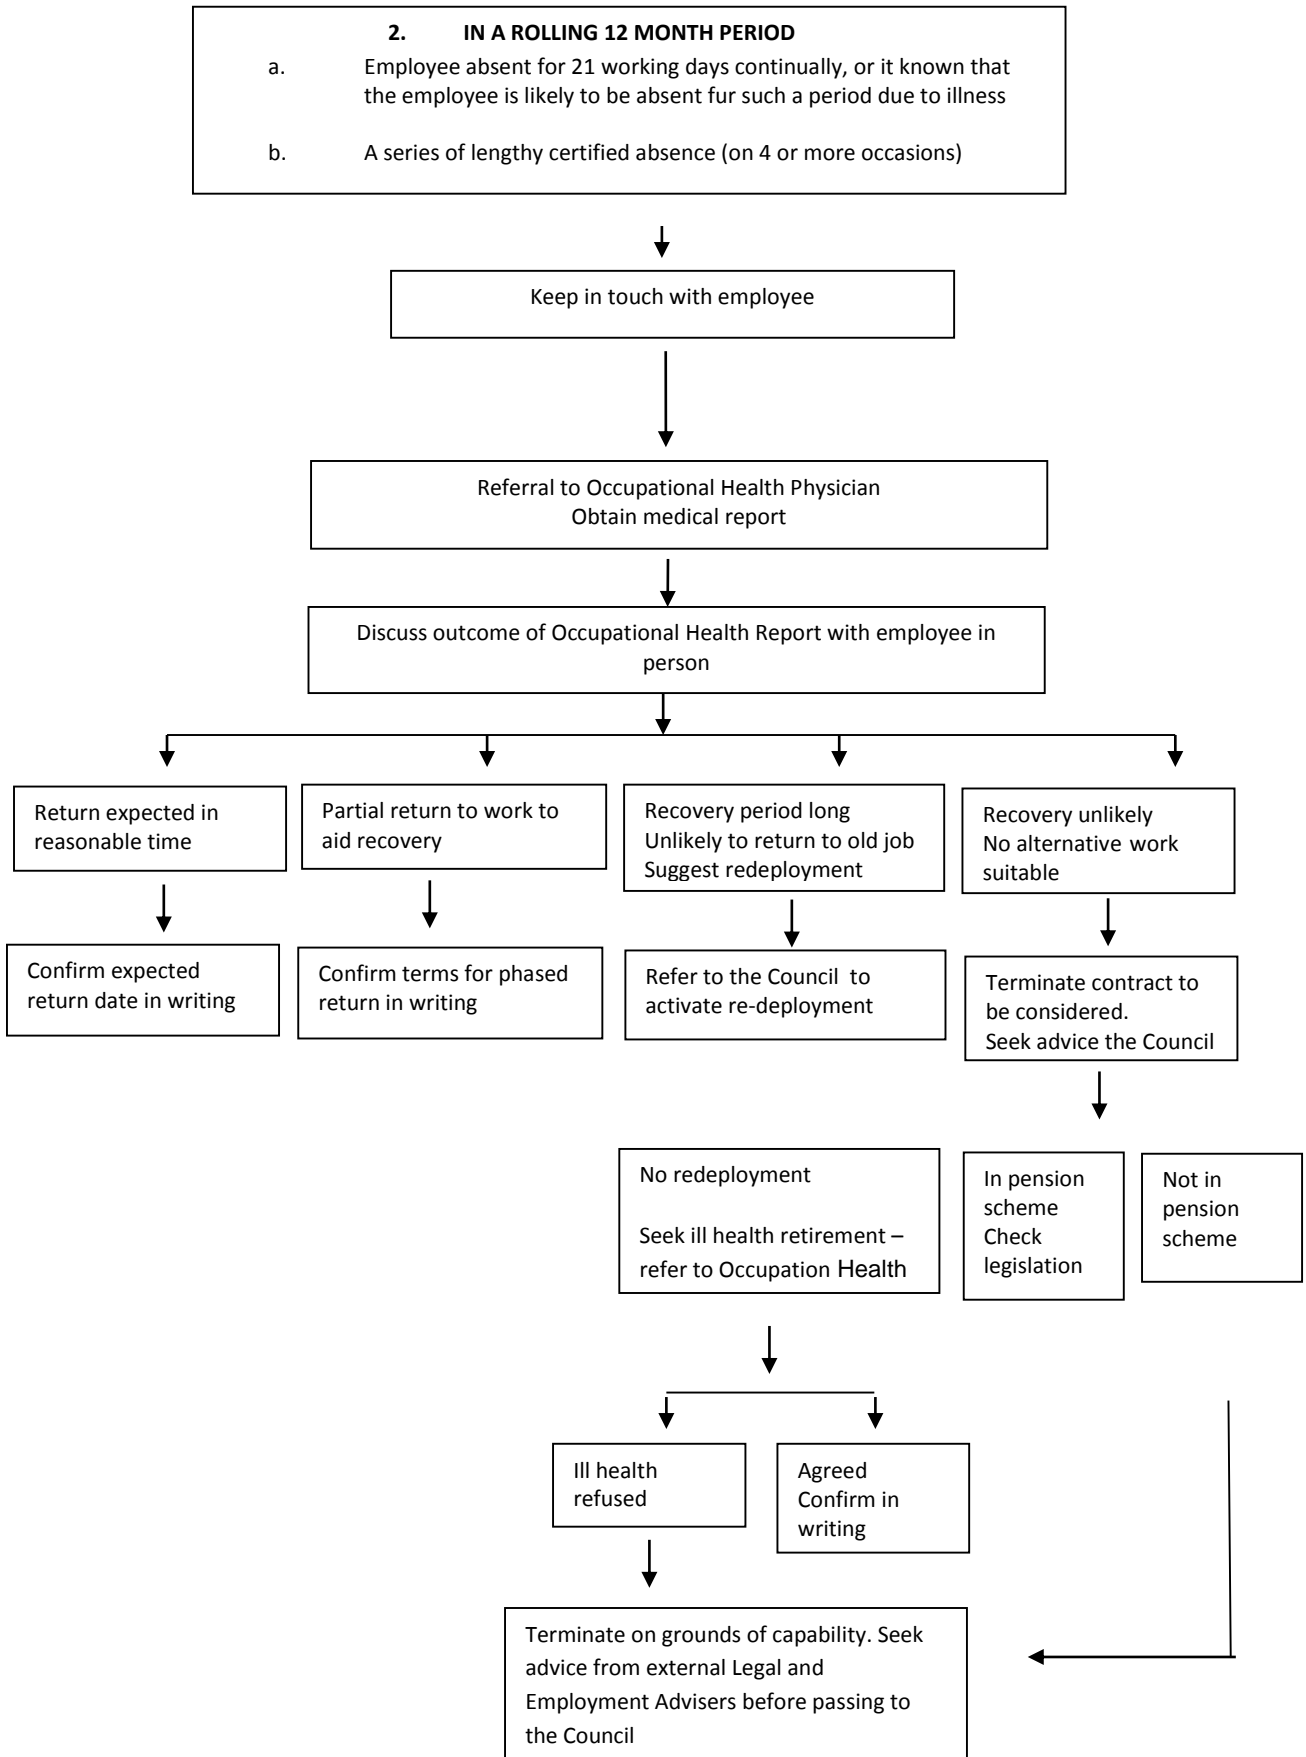 2. IN A ROLLING 12 MONTH PERIOD
a. Employee absent for 21 working days continually, or it known that
the employee is likely to be absent fur such a period due to illness
b. A series of lengthy certified absence (on 4 or more occasions)
Keep in touch with employee
Referral to Occupational Health Physician
Obtain medical report
Discuss outcome of Occupational Health Report with employee in
person
Return expected in
reasonable time
Partial return to work to
aid recovery
Recovery period long
Unlikely to return to old job
Suggest redeployment
Recovery unlikely
No alternative work
suitable
Confirm expected
return date in writing
Confirm terms for phased
return in writing
Refer to the Council to
activate re-deployment
Terminate contract to
be considered.
Seek advice the Council
No redeployment
Seek ill health retirement –
refer to Occupation Health
In pension
scheme
Check
legislation
Not in
pension
scheme
Ill health
refused
Agreed
Confirm in
writing
Terminate on grounds of capability. Seek
advice from external Legal and
Employment Advisers before passing to
the Council